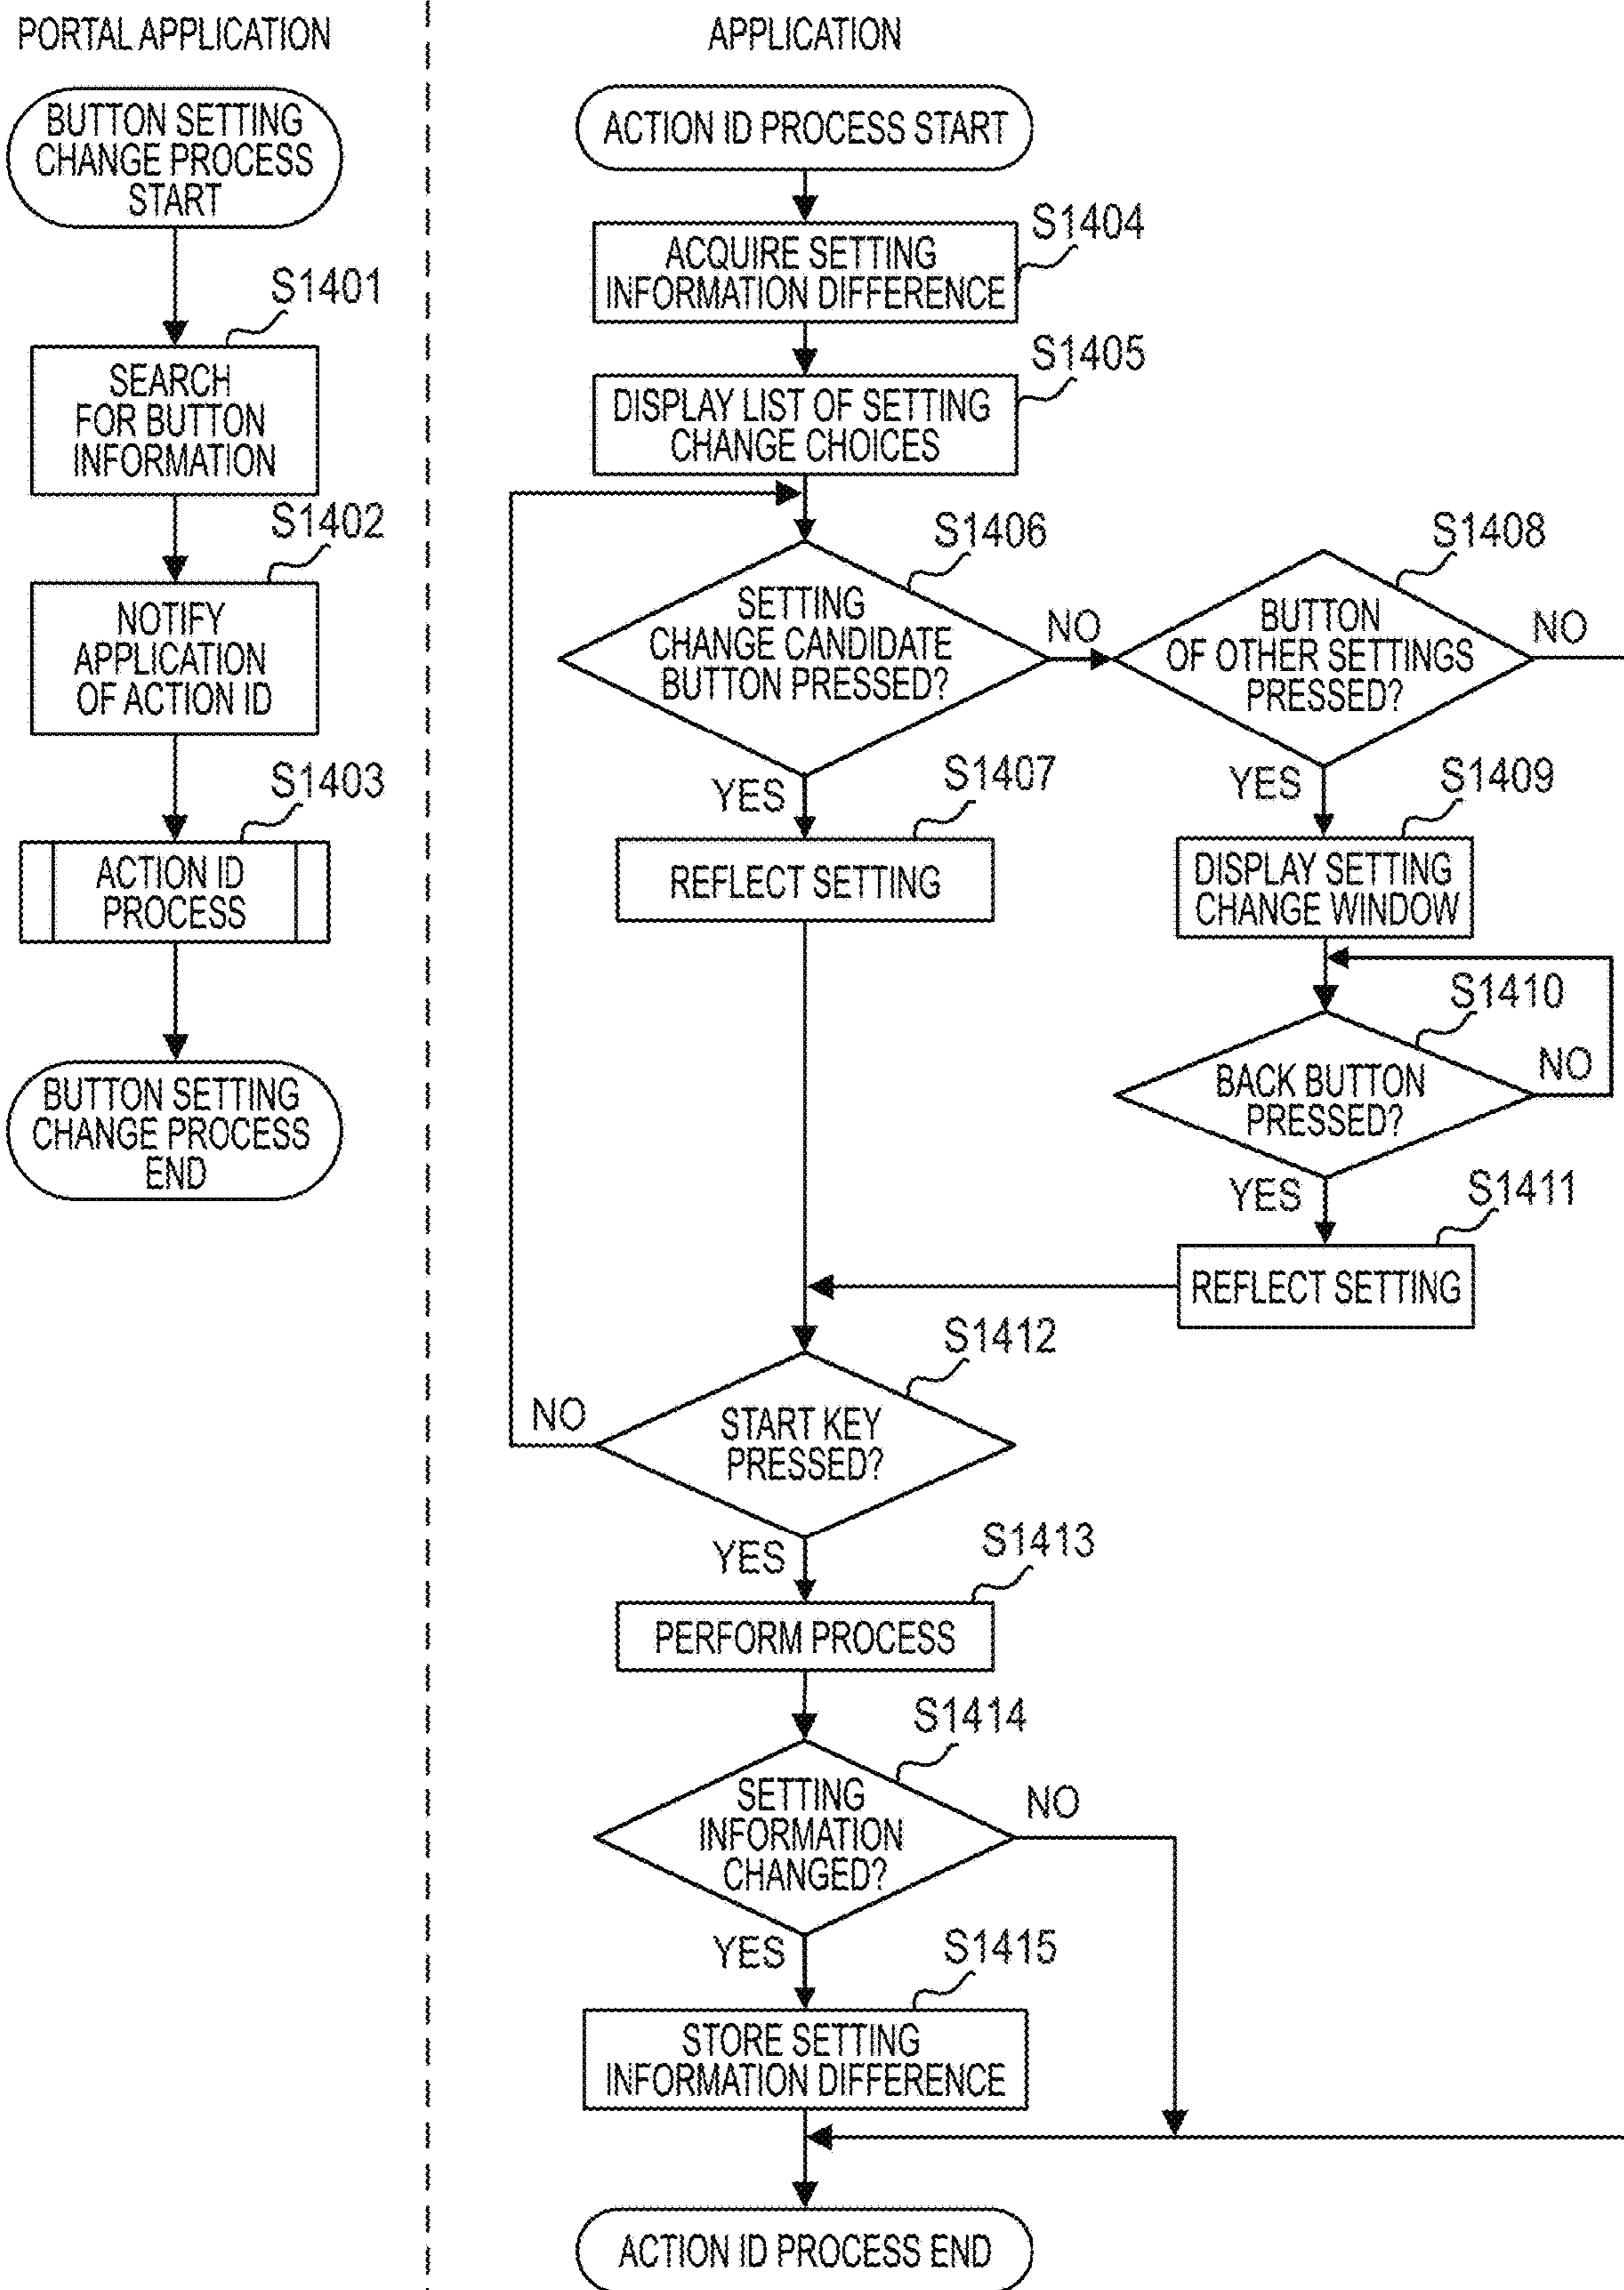 PORTAL APPLICATION
BUTTON SETTING
CHANGE PROCESS
START
S1401
SEARCH
FOR BUTTON
INFORMATION
S1402
NOTIFY
APPLICATION
OF ACTION ID
S1403
ACTION ID
PROCESS
BUTTON SETTING
CHANGE PROCESS
END
APPLICATION
ACTION ID PROCESS START
S1404
ACQUIRE SETTING
INFORMATION DIFFERENCE
S1405
DISPLAY LIST OF SETTING
CHANGE CHOICES
S1406
SETTING
CHANGE CANDIDATE
BUTTON PRESSED?
NO
YES
S1407
REFLECT SETTING
S1408
BUTTON
OF OTHER SETTINGS
PRESSED?
NO
YES
S1409
DISPLAY SETTING
CHANGE WINDOW
S1410
BACK BUTTON
PRESSED?
NO
YES
S1411
REFLECT SETTING
S1412
START KEY
PRESSED?
NO
YES
S1413
PERFORM PROCESS
S1414
SETTING
INFORMATION
CHANGED?
NO
YES
S1415
STORE SETTING
INFORMATION DIFFERENCE
ACTION ID PROCESS END